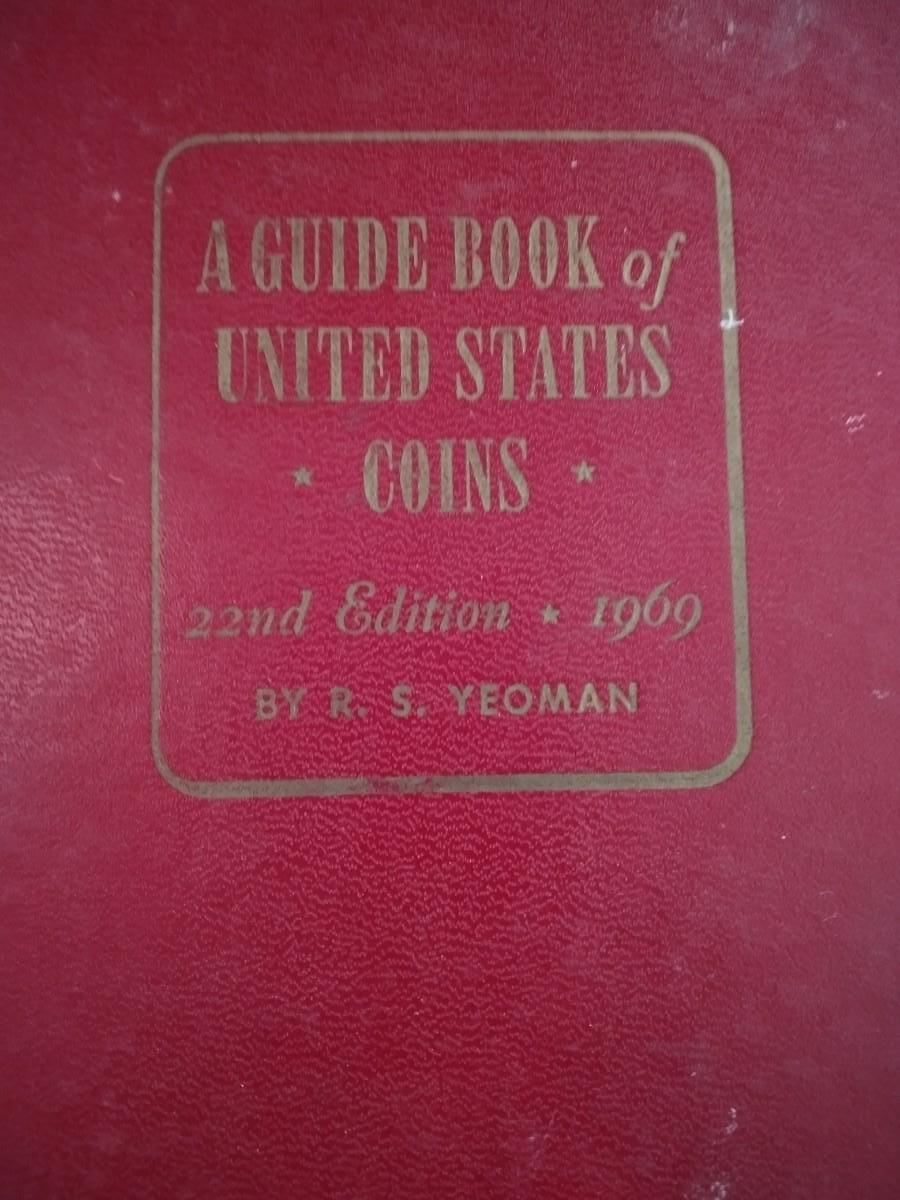 A GUIDE BOOK of
UNITED STATES
★ COINS ★
22nd Edition ★ 1969
BY R. S. YEOMAN